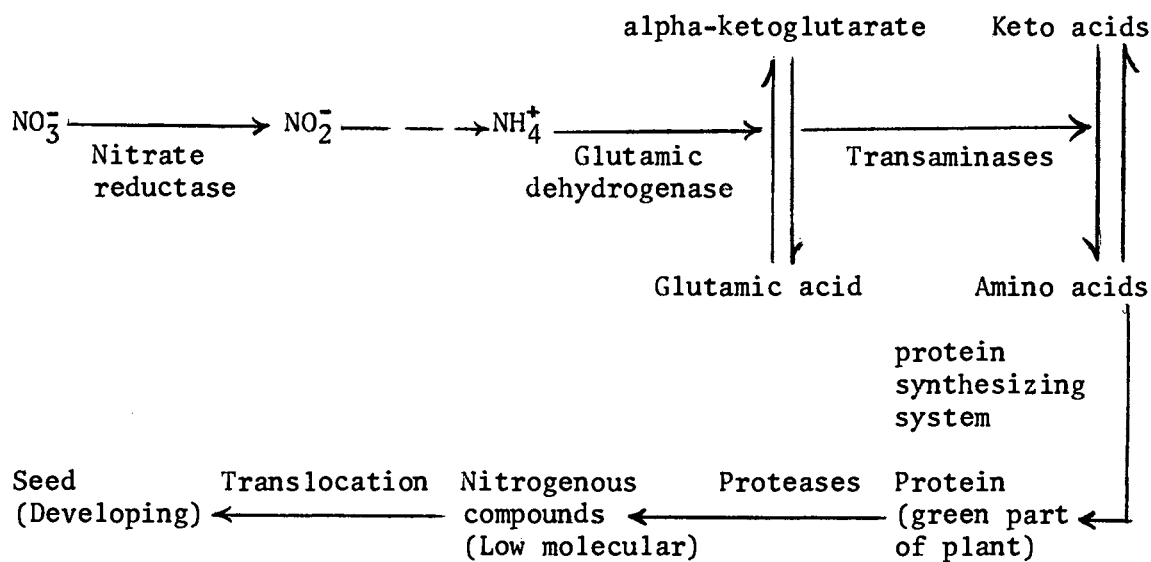 alpha-ketoglutarate Keto acids
NO₃⁻ NO₂⁻ NH₄⁺
Nitrate reductase
Glutamic dehydrogenase
Transaminases
Glutamic acid Amino acids
protein
synthesizing
system
Seed
(Developing)
Translocation
Nitrogenous
compounds
(Low molecular)
Proteases
Protein
(green part
of plant)